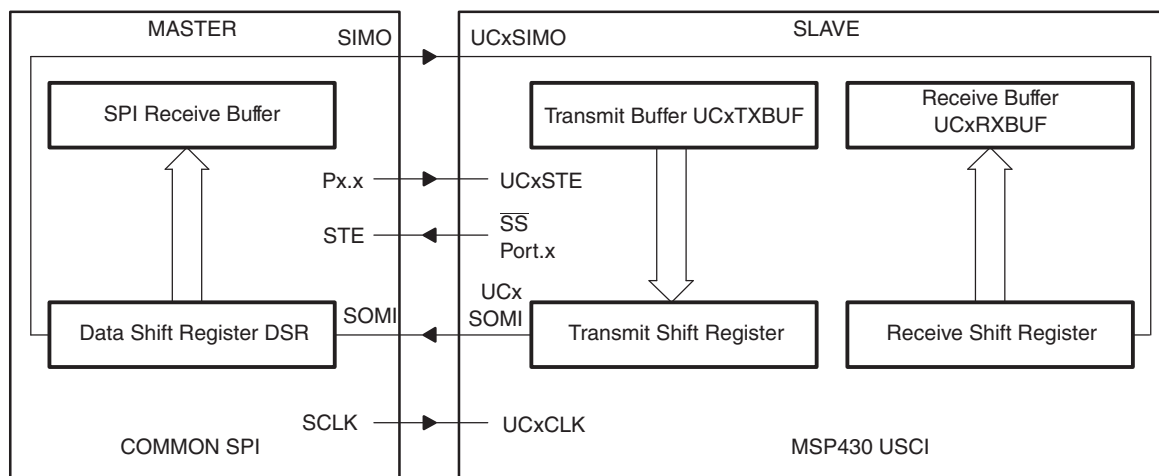 MASTER
SLAVE
SIMO
UCxSIMO
SPI Receive Buffer
Transmit Buffer UCxTXBUF
Receive Buffer
UCxRXBUF
Px.x
UCxSTE
STE
SS
Port.x
UCx
SOMI
SOMI
Data Shift Register DSR
Transmit Shift Register
Receive Shift Register
SCLK
UCxCLK
COMMON SPI
MSP430 USCI